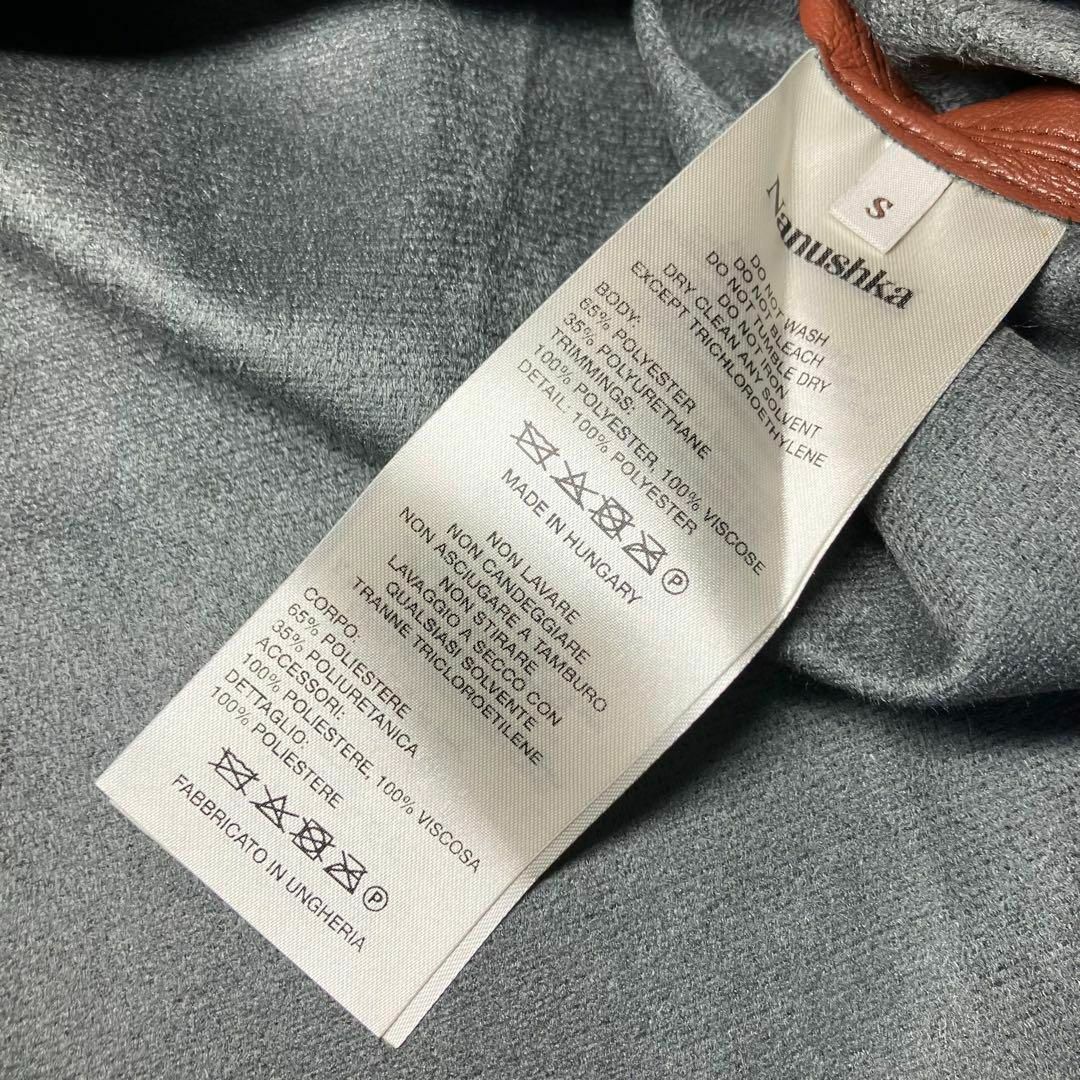 S
Nanushka
DO NOT WASH
DO NOT BLEACH
DO NOT TUMBLE DRY
DO NOT IRON
DRY CLEAN ANY SOLVENT
EXCEPT TRICHLOROETHYLENE
BODY:
65% POLYESTER
35% POLYURETHANE
TRIMMINGS:
100% POLYESTER, 100% VISCOSE
DETAIL: 100% POLYESTER
P
MADE IN HUNGARY
NON LAVARE
NON CANDEGGIARE
NON ASCIUGARE A TAMBURO
NON STIRARE
LAVAGGIO A SECCO CON
QUALSIASI SOLVENTE
TRANNE TRICLOROETILENE
CORPO:
65% POLIESTERE
35% POLIURETANICA
ACCESSORI:
100% POLIESTERE, 100% VISCOSA
DETTAGLIO:
100% POLIESTERE
P
FABBRICATO IN UNGHERIA